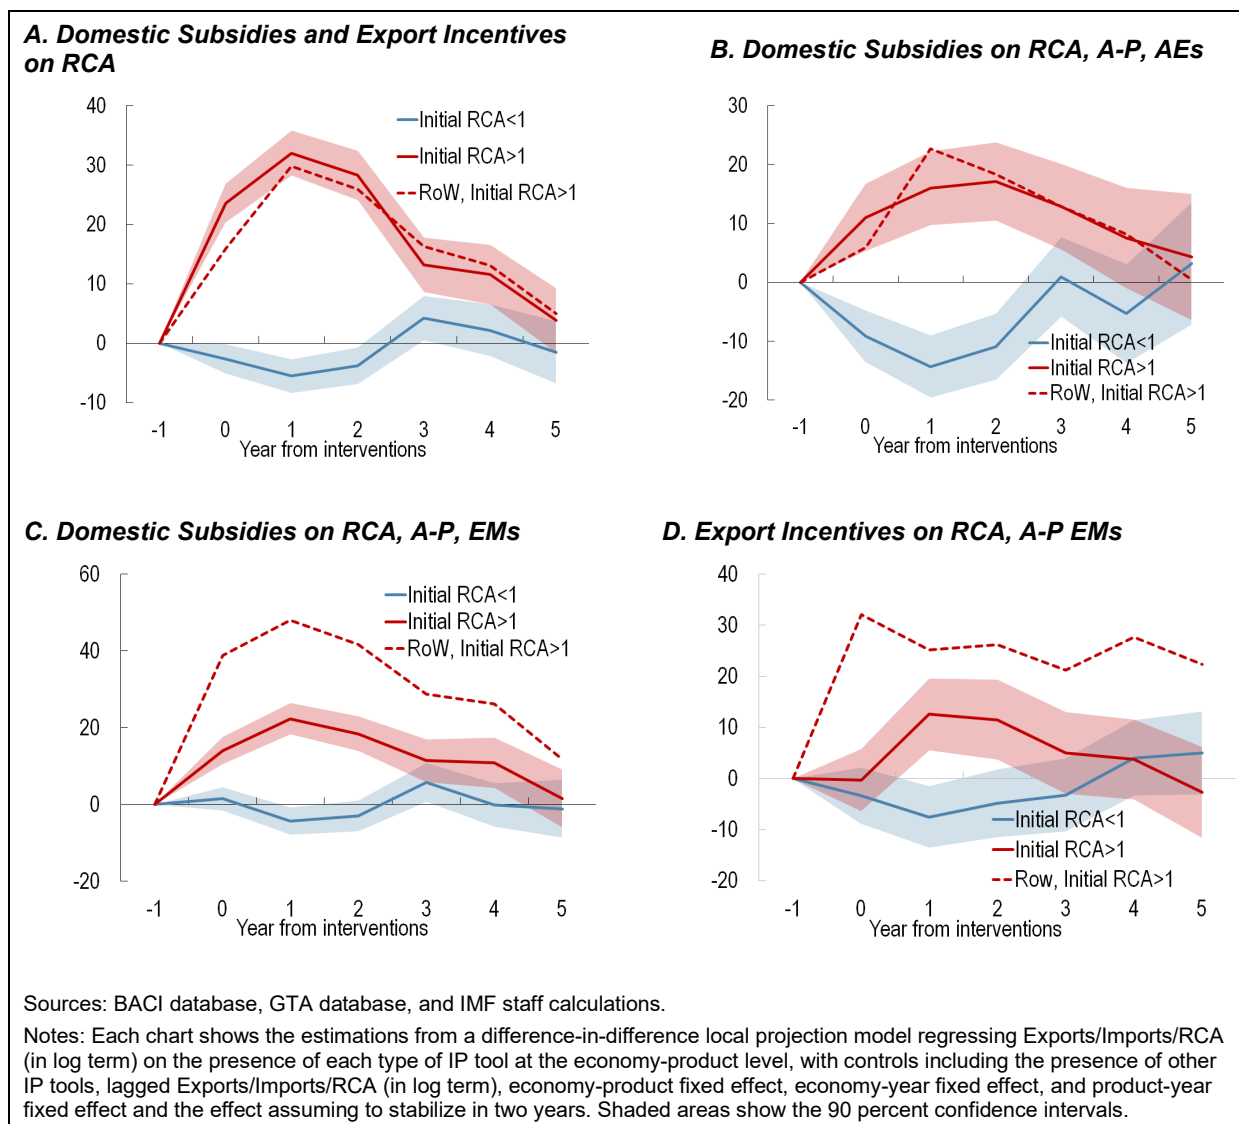 A. Domestic Subsidies and Export Incentives
on RCA
40
30
20
10
0
-10
Initial RCA<1
Initial RCA>1
RoW, Initial RCA>1
-1 0 1 2 3 4 5
Year from interventions
B. Domestic Subsidies on RCA, A-P, AEs
30
20
10
0
-10
-20
Initial RCA<1
Initial RCA>1
RoW, Initial RCA>1
-1 0 1 2 3 4 5
Year from interventions
C. Domestic Subsidies on RCA, A-P, EMs
60
40
20
0
-20
Initial RCA<1
Initial RCA>1
RoW, Initial RCA>1
-1 0 1 2 3 4 5
Year from interventions
D. Export Incentives on RCA, A-P EMs
40
30
20
10
0
-10
-20
Initial RCA<1
Initial RCA>1
Row, Initial RCA>1
-1 0 1 2 3 4 5
Year from interventions
Sources: BACI database, GTA database, and IMF staff calculations.
Notes: Each chart shows the estimations from a difference-in-difference local projection model regressing Exports/Imports/RCA
(in log term) on the presence of each type of IP tool at the economy-product level, with controls including the presence of other
IP tools, lagged Exports/Imports/RCA (in log term), economy-product fixed effect, economy-year fixed effect, and product-year
fixed effect and the effect assuming to stabilize in two years. Shaded areas show the 90 percent confidence intervals.